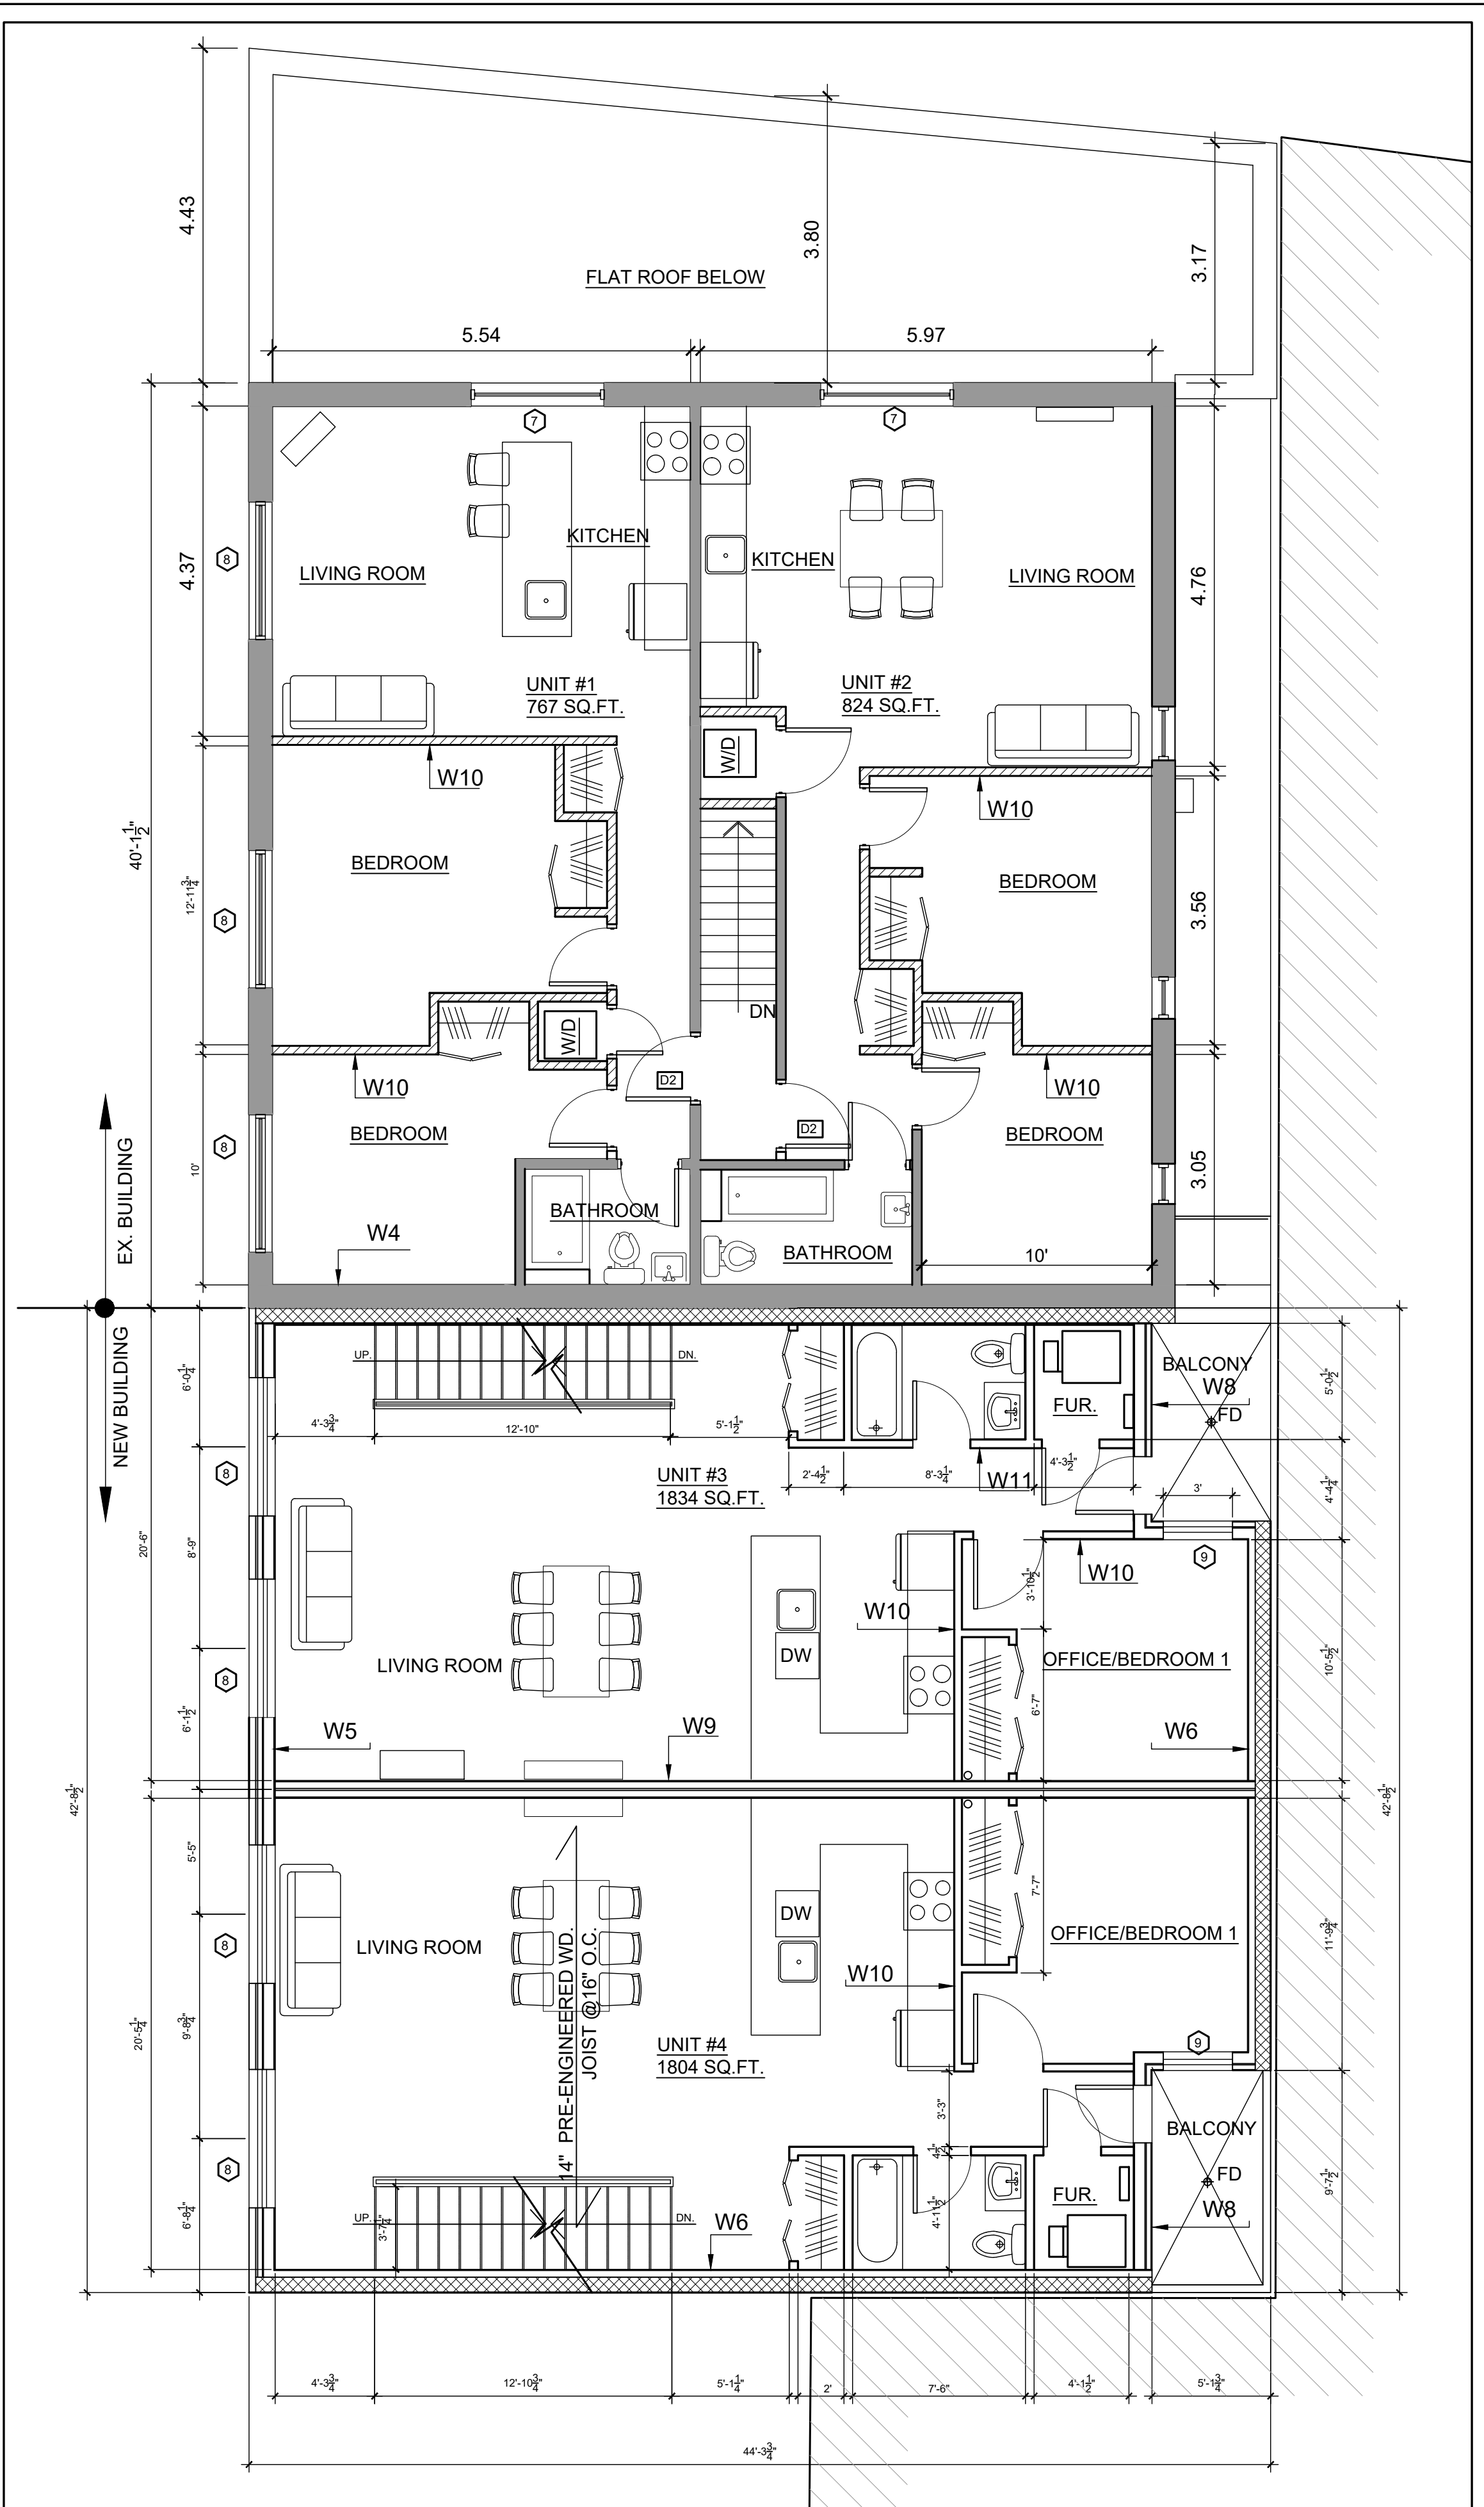 4.43
3.80
3.17
FLAT ROOF BELOW
5.54
5.97
7
7
8
4.37
KITCHEN
LIVING ROOM
KITCHEN
LIVING ROOM
4.76
UNIT #1
767 SQ.FT.
UNIT #2
824 SQ.FT.
W/D
W10
W10
40'-1 1/2"
12'-11 3/4"
8
BEDROOM
BEDROOM
3.56
DN
W/D
W10
D2
W10
D2
8
BEDROOM
BEDROOM
10'
3.05
EX. BUILDING
BATHROOM
W4
BATHROOM
10'
NEW BUILDING
6'-0 1/4"
UP.
DN.
BALCONY
W8
5'-0 1/2"
FUR.
FD
4'-3 3/4"
12'-10"
5'-1 1/2"
8
UNIT #3
1834 SQ.FT.
2'-4 1/2"
8'-3 1/4"
W11
4'-3 1/2"
3'
4'-4 1/4"
20'-6"
8'-9"
9
W10
3'-10 1/2"
W10
DW
LIVING ROOM
OFFICE/BEDROOM 1
10'-5 1/2"
8
6'-1 1/2"
6'-7"
W5
W9
W6
42'-8 1/2"
42'-8 1/2"
5'-5"
7'-7"
DW
8
LIVING ROOM
OFFICE/BEDROOM 1
11'-9 3/4"
W10
20'-5 1/4"
9'-8 3/4"
14" PRE-ENGINEERED WD.
JOIST @16" O.C.
UNIT #4
1804 SQ.FT.
9
3'-3"
BALCONY
8
4 1/2"
FD
9'-7 1/2"
FUR.
W8
6'-8 1/4"
UP.
3'-7 1/4"
DN.
W6
4'-11 1/2"
4'-3 3/4"
12'-10 3/4"
5'-1 1/4"
2'
7'-6"
4'-1 1/2"
5'-1 3/4"
44'-3 3/4"